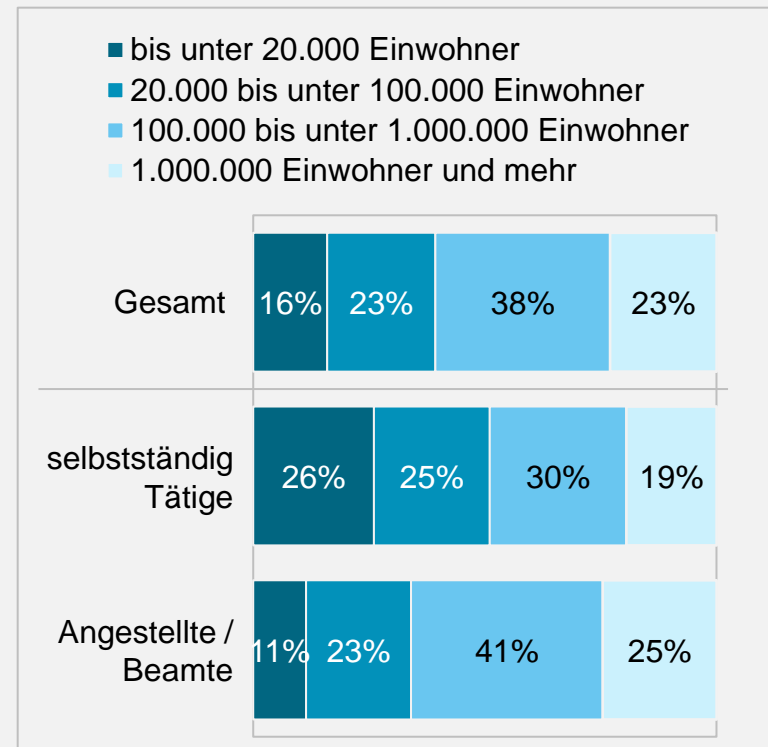 bis unter 20.000 Einwohner
20.000 bis unter 100.000 Einwohner
100.000 bis unter 1.000.000 Einwohner
1.000.000 Einwohner und mehr
Gesamt 16% 23% 38% 23%
selbstständig
Tätige
26% 25% 30% 19%
Angestellte /
Beamte
11% 23% 41% 25%